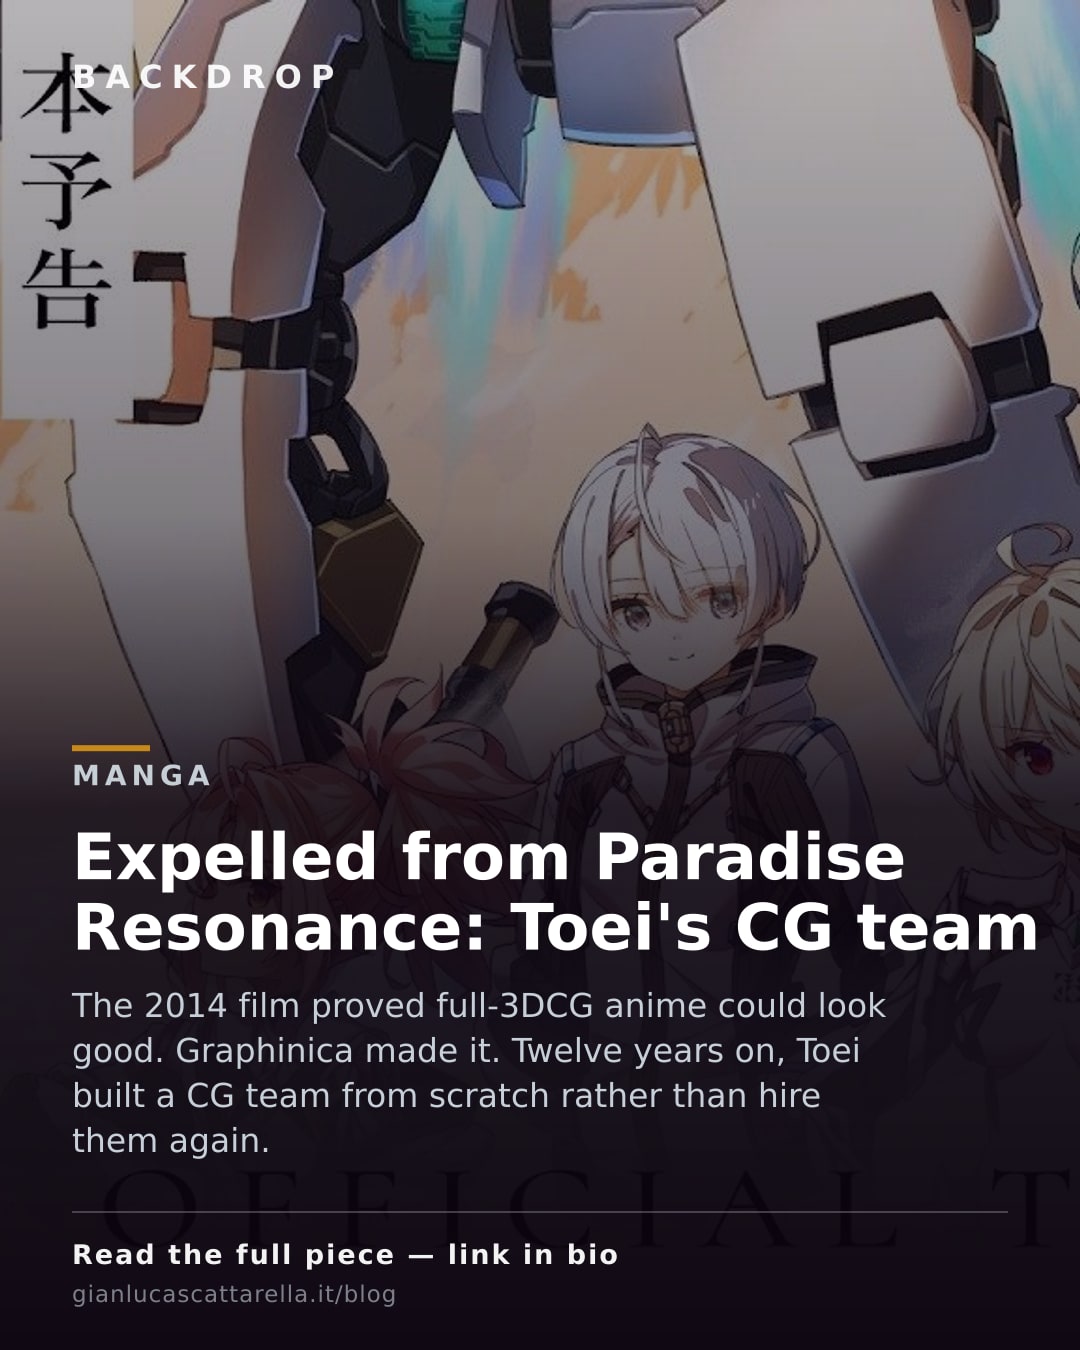 BACKDROP
本予告
MANGA
Expelled from Paradise
Resonance: Toei's CG team
The 2014 film proved full-3DCG anime could look
good. Graphinica made it. Twelve years on, Toei
built a CG team from scratch rather than hire
them again.
OFFICIAL T
Read the full piece — link in bio
gianlucascattarella.it/blog